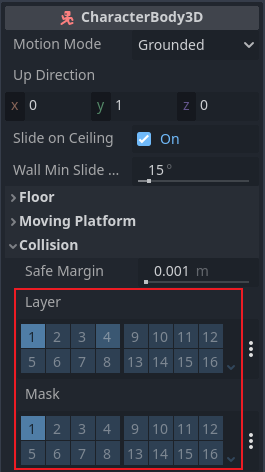 CharacterBody3D
Motion Mode Grounded
Up Direction
x 0 y 1 z 0
Slide on Ceiling On
Wall Min Slide ... 15 °
Floor
Moving Platform
Collision
Safe Margin 0.001 m
Layer
1 2 3 4 9 10 11 12
5 6 7 8 13 14 15 16
Mask
1 2 3 4 9 10 11 12
5 6 7 8 13 14 15 16